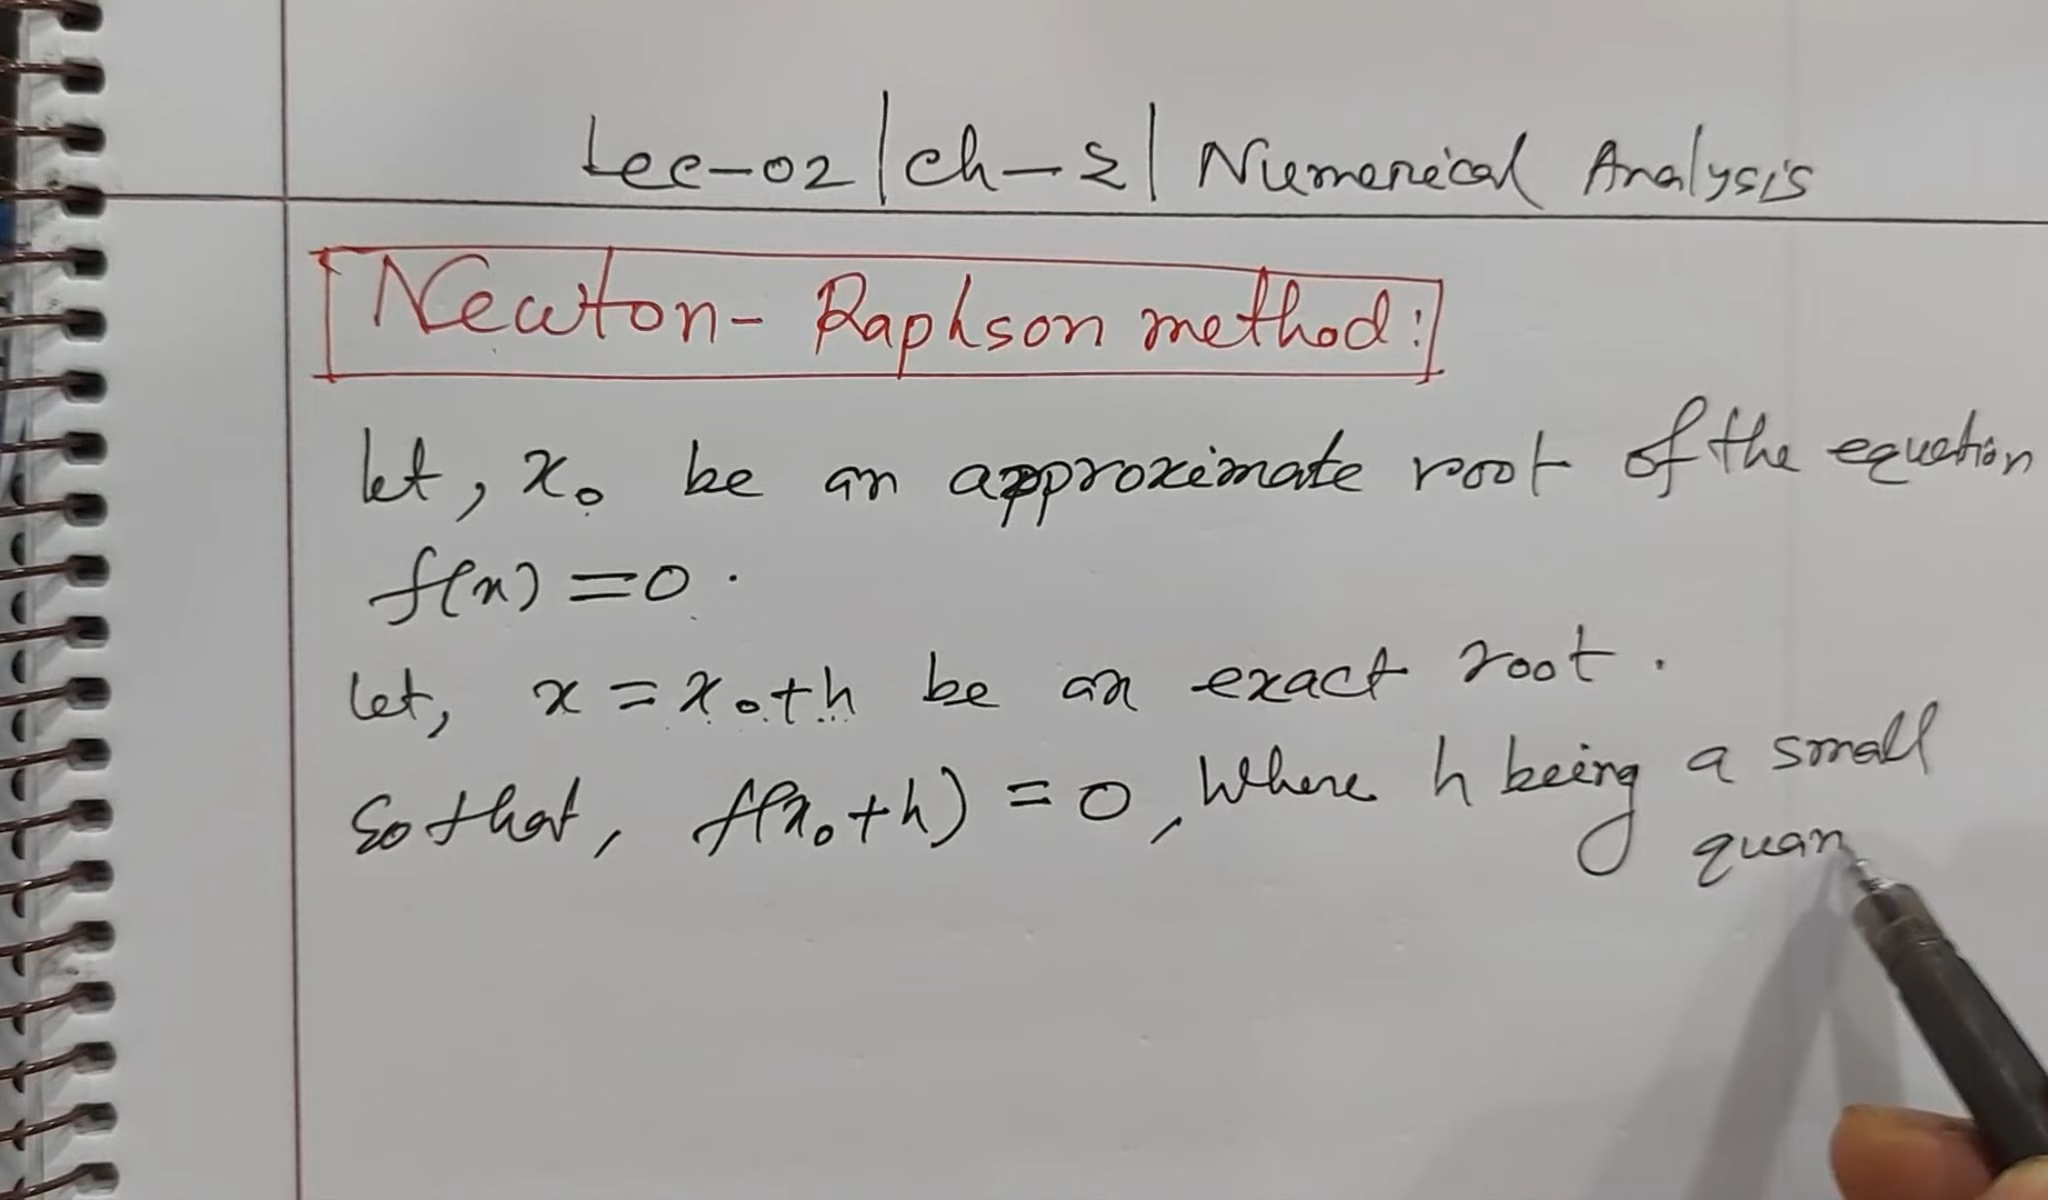 Lec-02 | Ch-2 | Numerical Analysis
Newton-Raphson method:
let, x₀ be an approximate root of the equation
f(x) = 0.
let, x = x₀+h be an exact root.
So that, f(x₀+h) = 0, Where h being a small
quan